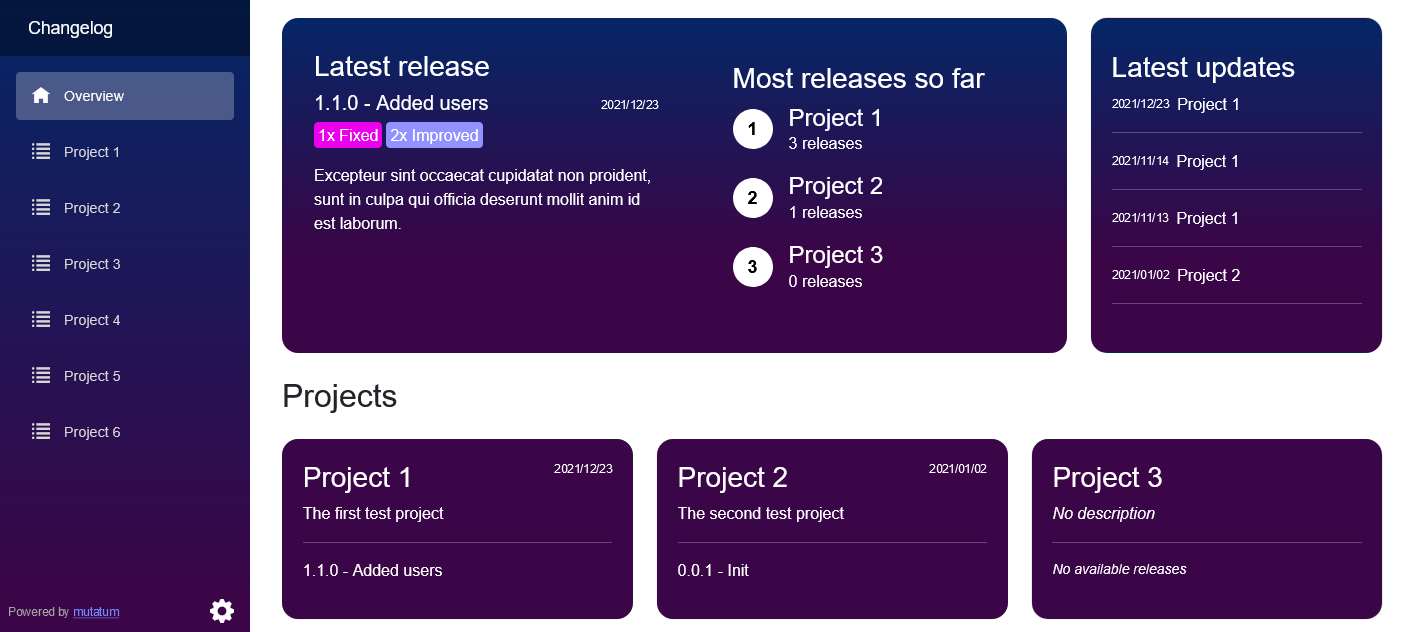 Changelog
Overview
Project 1
Project 2
Project 3
Project 4
Project 5
Project 6
Powered by mutatum
Latest release
1.1.0 - Added users 2021/12/23
1x Fixed 2x Improved
Excepteur sint occaecat cupidatat non proident,
sunt in culpa qui officia deserunt mollit anim id
est laborum.
Most releases so far
1 Project 1
3 releases
2 Project 2
1 releases
3 Project 3
0 releases
Latest updates
2021/12/23 Project 1
2021/11/14 Project 1
2021/11/13 Project 1
2021/01/02 Project 2
Projects
Project 1 2021/12/23
The first test project
1.1.0 - Added users
Project 2 2021/01/02
The second test project
0.0.1 - Init
Project 3
No description
No available releases